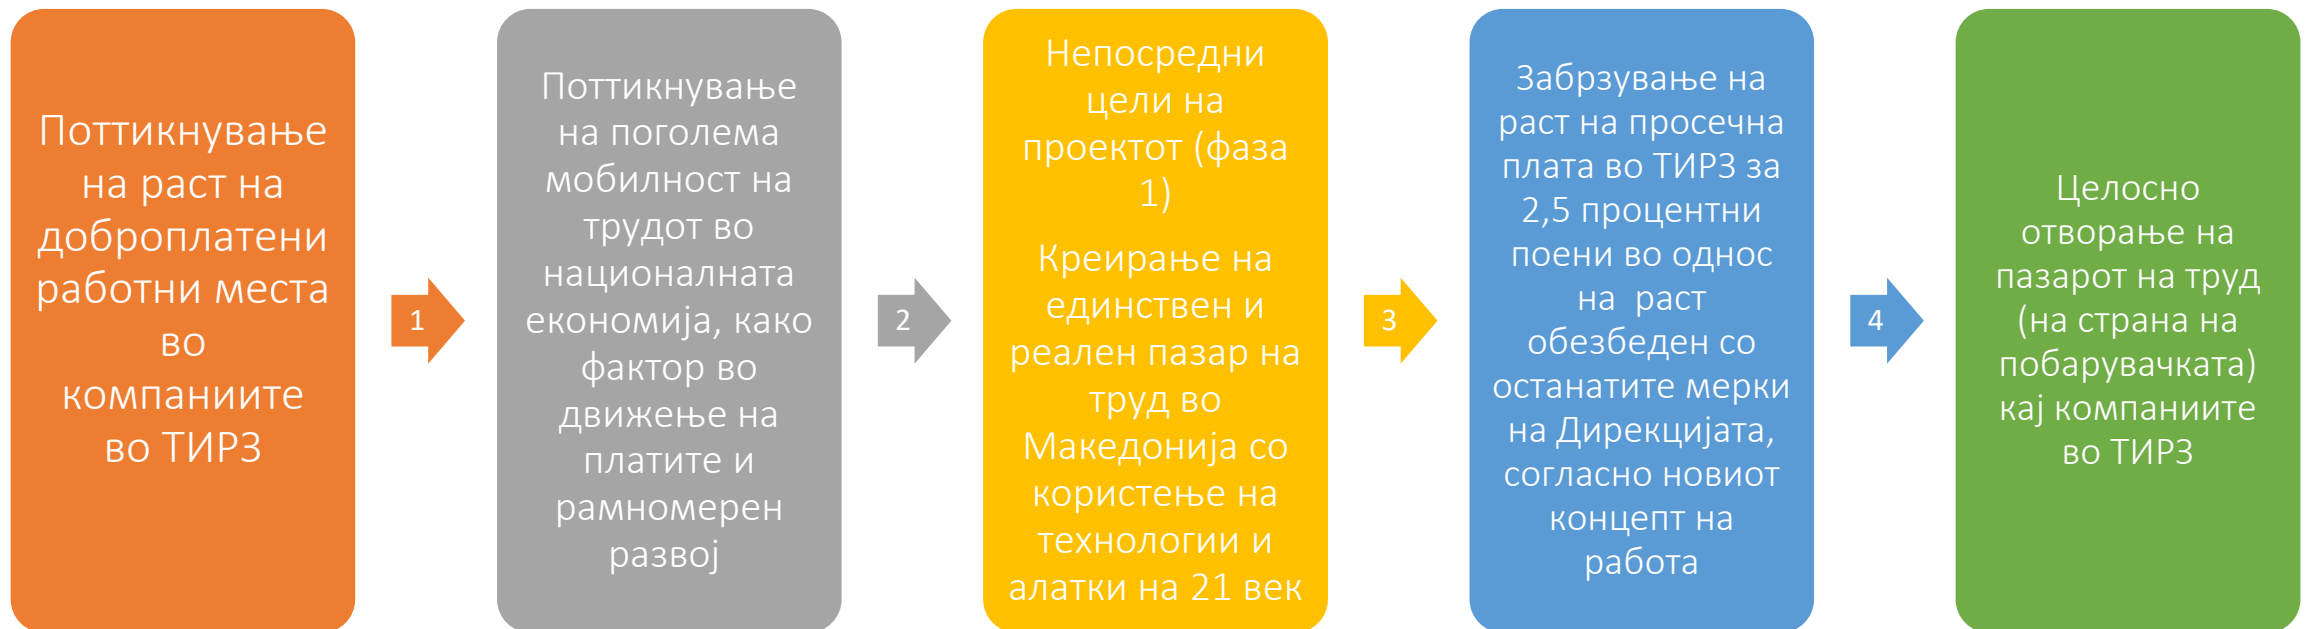 Поттикнување
на раст на
доброплатени
работни места
во
компаниите
во ТИРЗ
1
Поттикнување
на поголема
мобилност на
трудот во
националната
економија, како
фактор во
движење на
платите и
рамномерен
развој
2
Непосредни
цели на
проектот (фаза
1)
Креирање на
единствен и
реален пазар на
труд во
Македонија со
користење на
технологии и
алатки на 21 век
3
Забрзување на
раст на просечна
плата во ТИРЗ за
2,5 процентни
поени во однос
на  раст
обезбеден со
останатите мерки
на Дирекцијата,
согласно новиот
концепт на
работа
4
Целосно
отворање на
пазарот на труд
(на страна на
побарувачката)
кај компаниите
во ТИРЗ